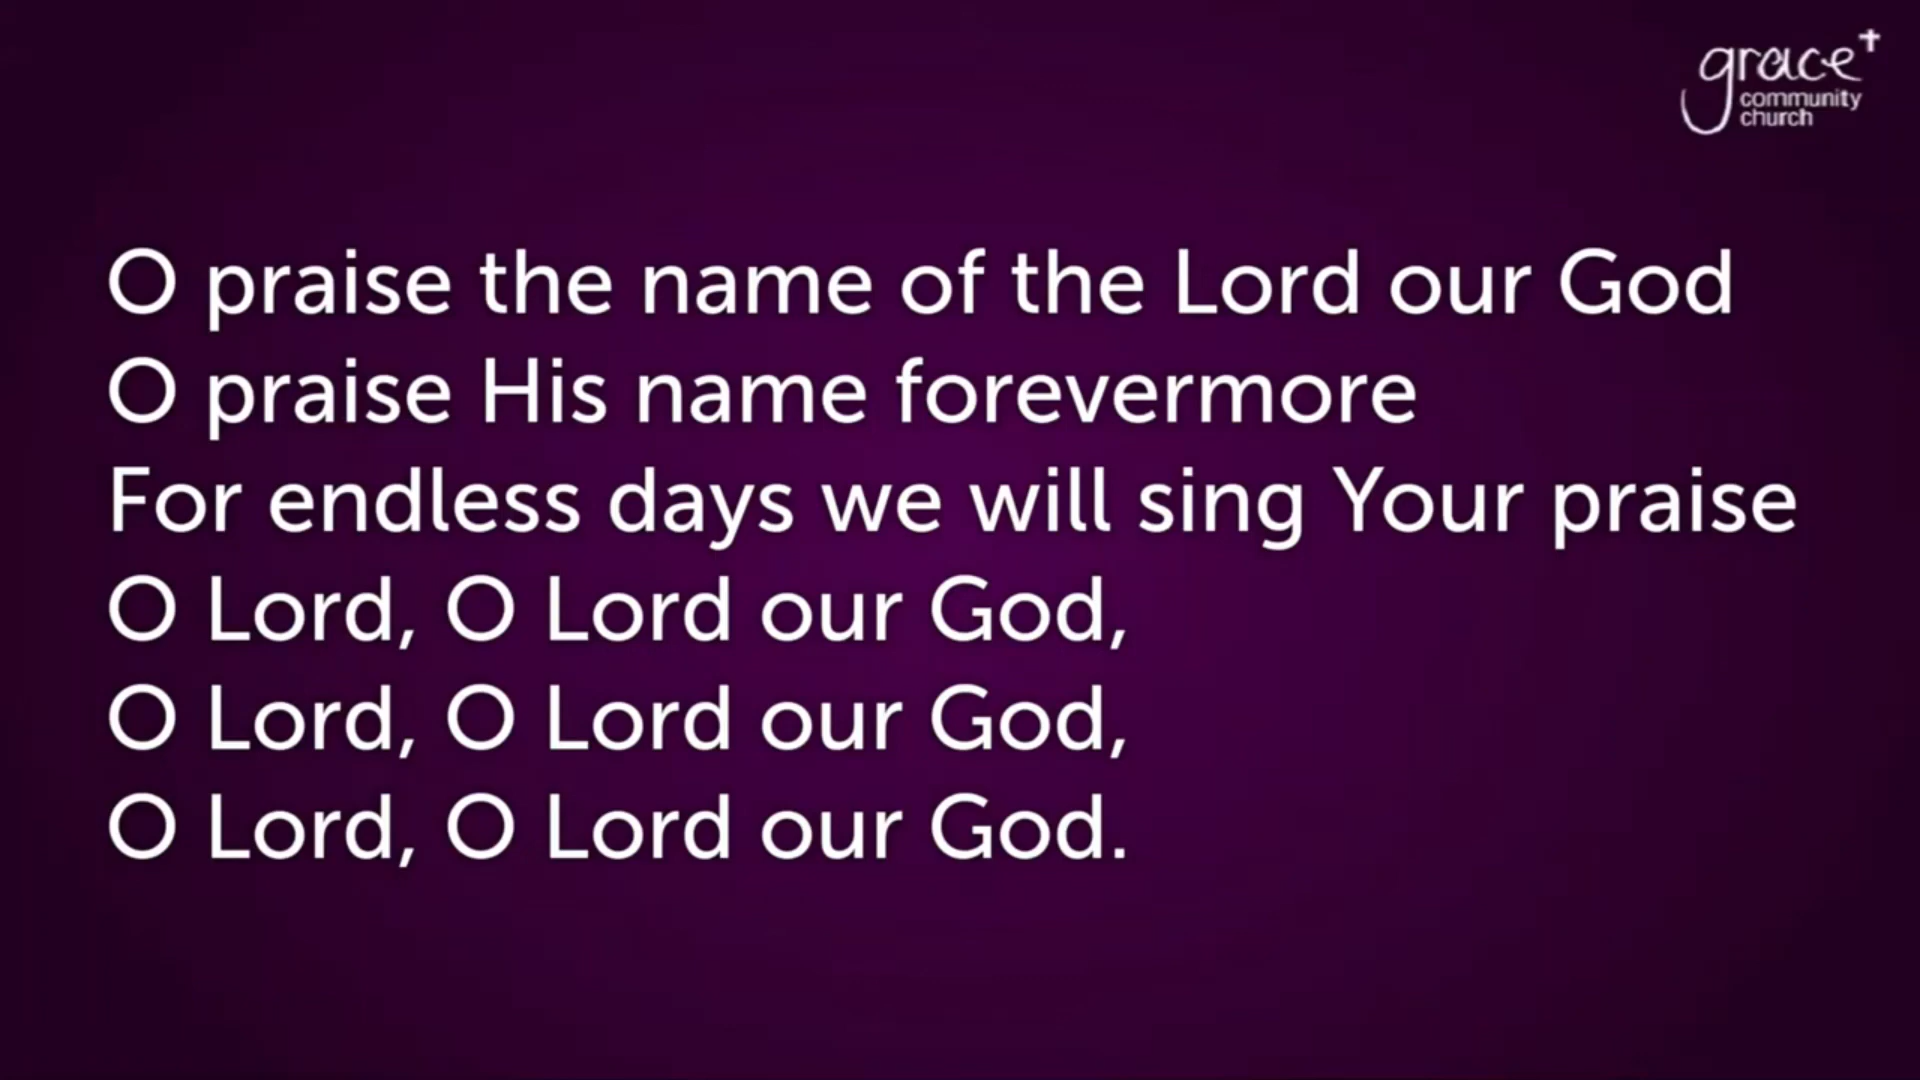 grace
community
church
O praise the name of the Lord our God
O praise His name forevermore
For endless days we will sing Your praise
O Lord, O Lord our God,
O Lord, O Lord our God,
O Lord, O Lord our God.